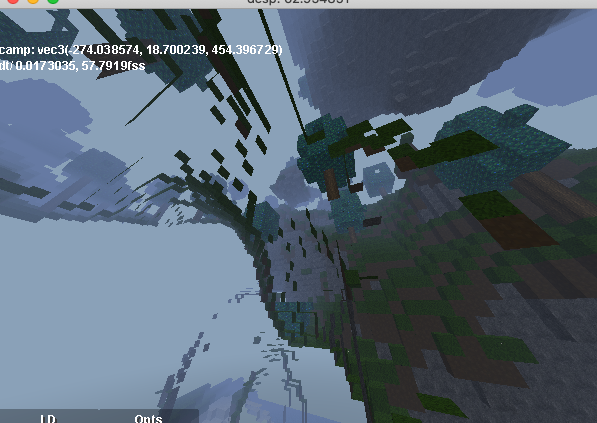 camp: vec3(-274.038574, 18.700239, 454.396729)
dt/ 0.0173035, 57.7919fss
LD Opts